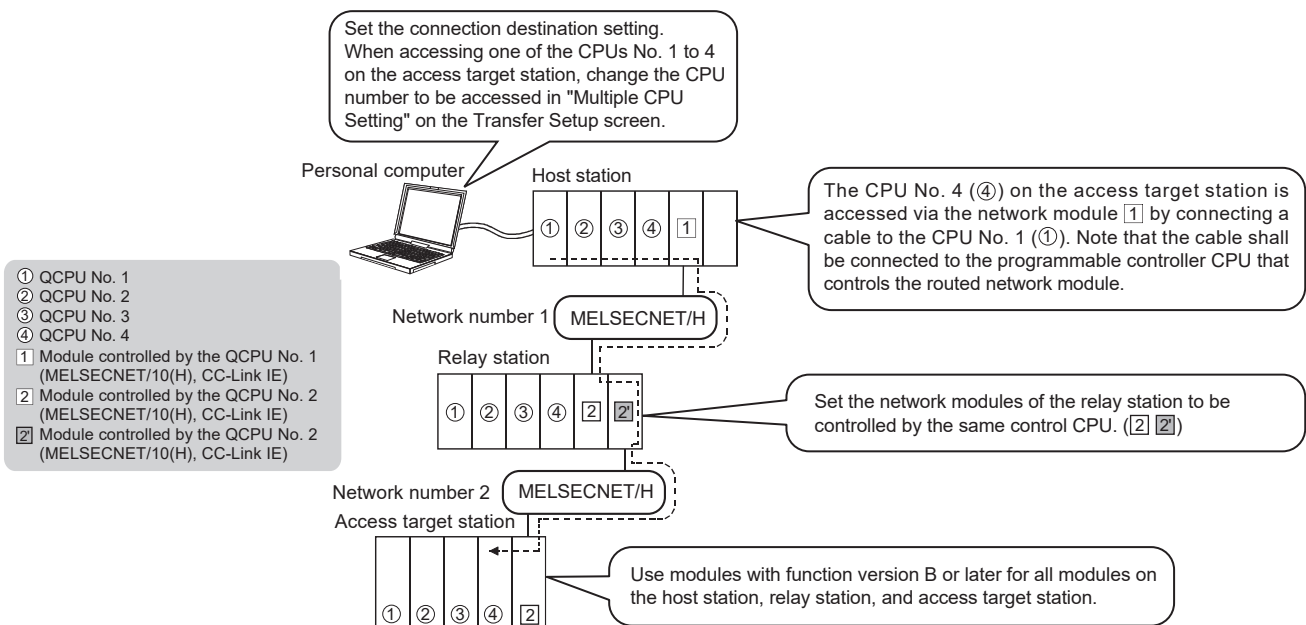 Set the connection destination setting.
When accessing one of the CPUs No. 1 to 4
on the access target station, change the CPU
number to be accessed in "Multiple CPU
Setting" on the Transfer Setup screen.
Personal computer
Host station
① ② ③ ④ 1
The CPU No. 4 (④) on the access target station is
accessed via the network module 1 by connecting a
cable to the CPU No. 1 (①). Note that the cable shall
be connected to the programmable controller CPU that
controls the routed network module.
① QCPU No. 1
② QCPU No. 2
③ QCPU No. 3
④ QCPU No. 4
1 Module controlled by the QCPU No. 1
(MELSECNET/10(H), CC-Link IE)
2 Module controlled by the QCPU No. 2
(MELSECNET/10(H), CC-Link IE)
2' Module controlled by the QCPU No. 2
(MELSECNET/10(H), CC-Link IE)
Network number 1 MELSECNET/H
Relay station
① ② ③ ④ 2 2'
Set the network modules of the relay station to be
controlled by the same control CPU. (2 2')
Network number 2 MELSECNET/H
Access target station
① ② ③ ④ 2
Use modules with function version B or later for all modules on
the host station, relay station, and access target station.